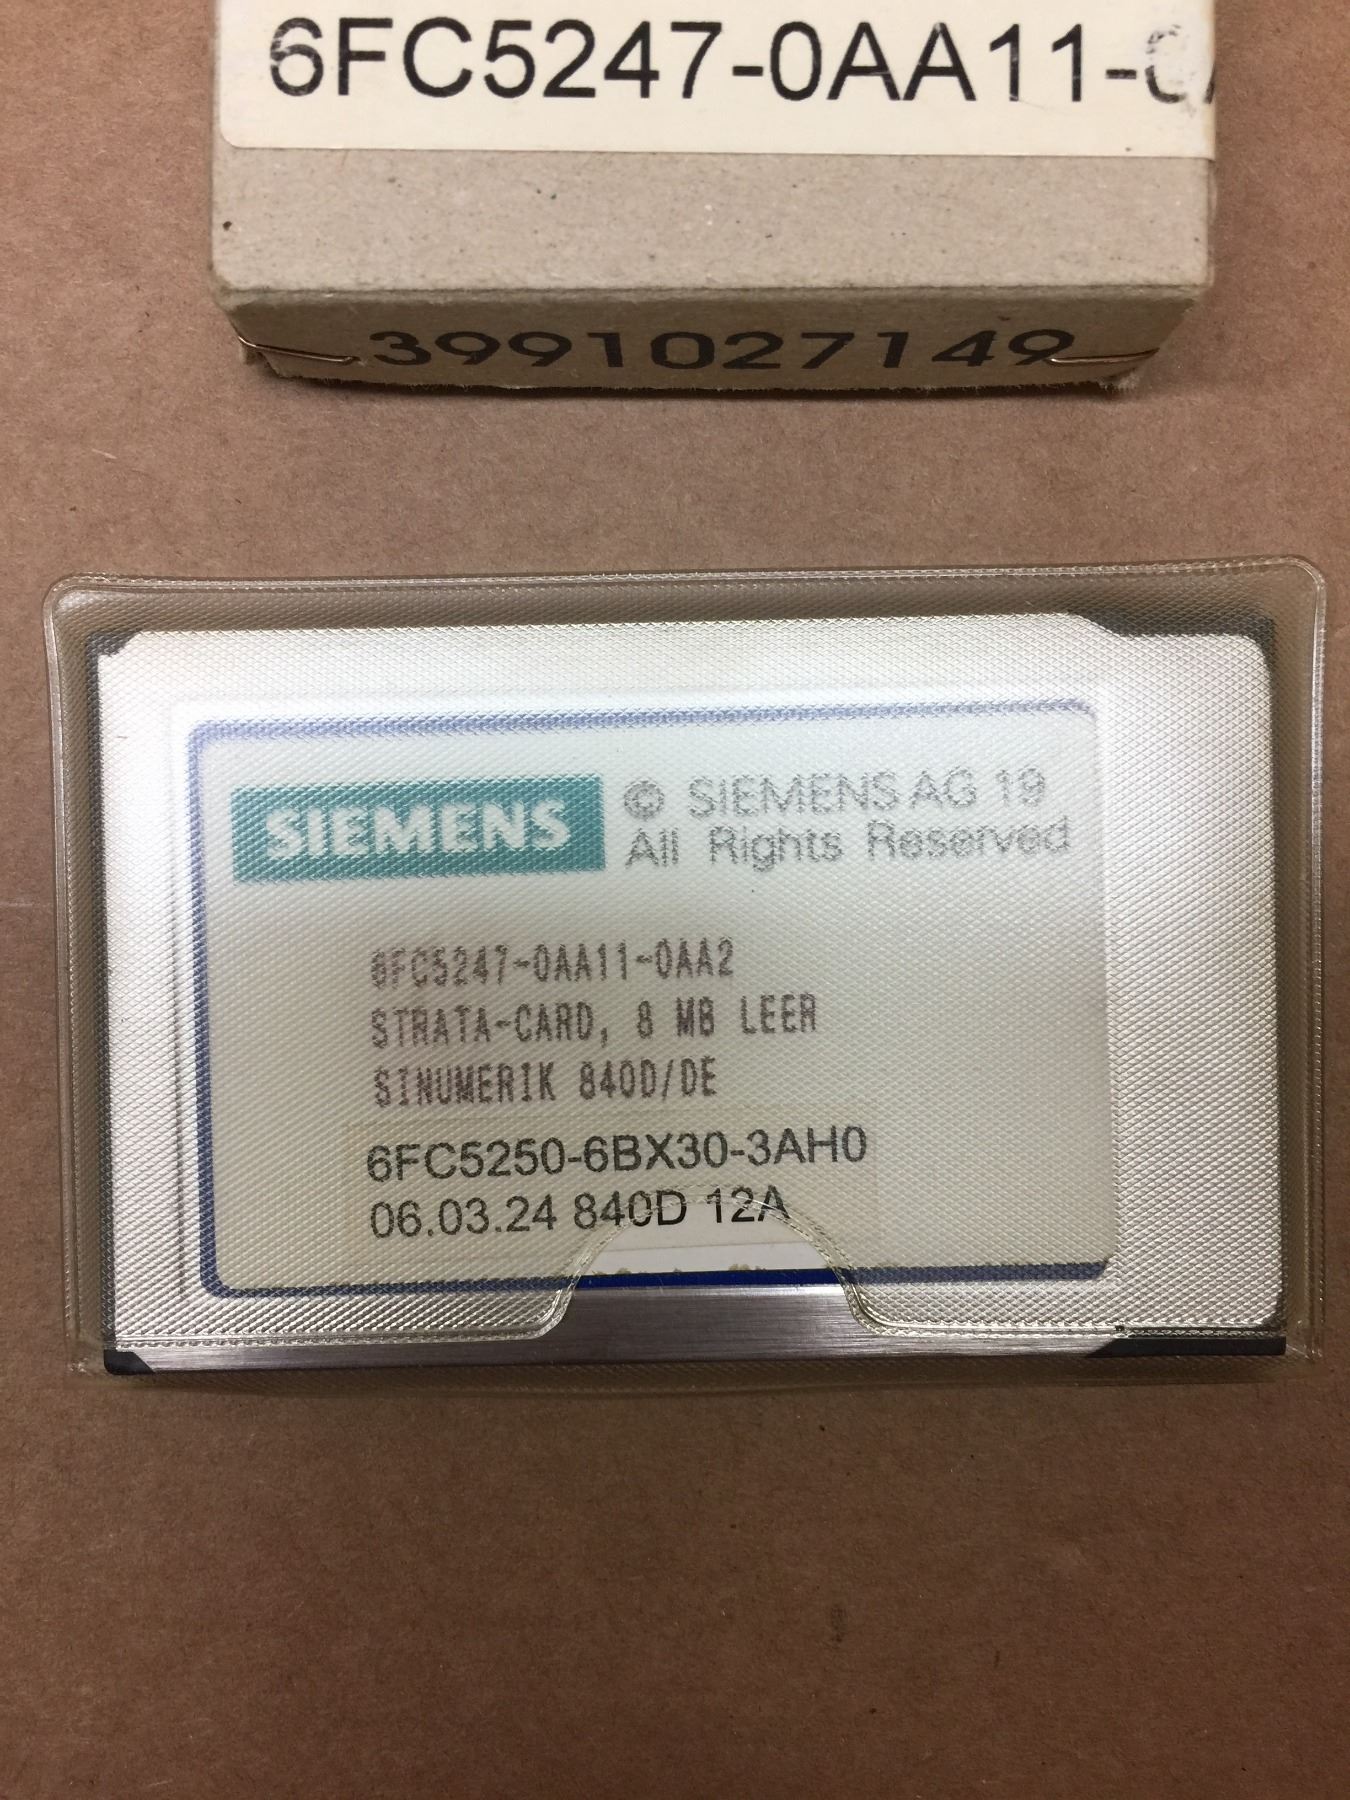 6FC5247-0AA11-
3991027149
SIEMENS
© SIEMENS AG 19
All Rights Reserved
6FC5247-0AA11-0AA2
STRATA-CARD, 8 MB LEER
SINUMERIK 840D/DE
6FC5250-6BX30-3AH0
06.03.24 840D 12A